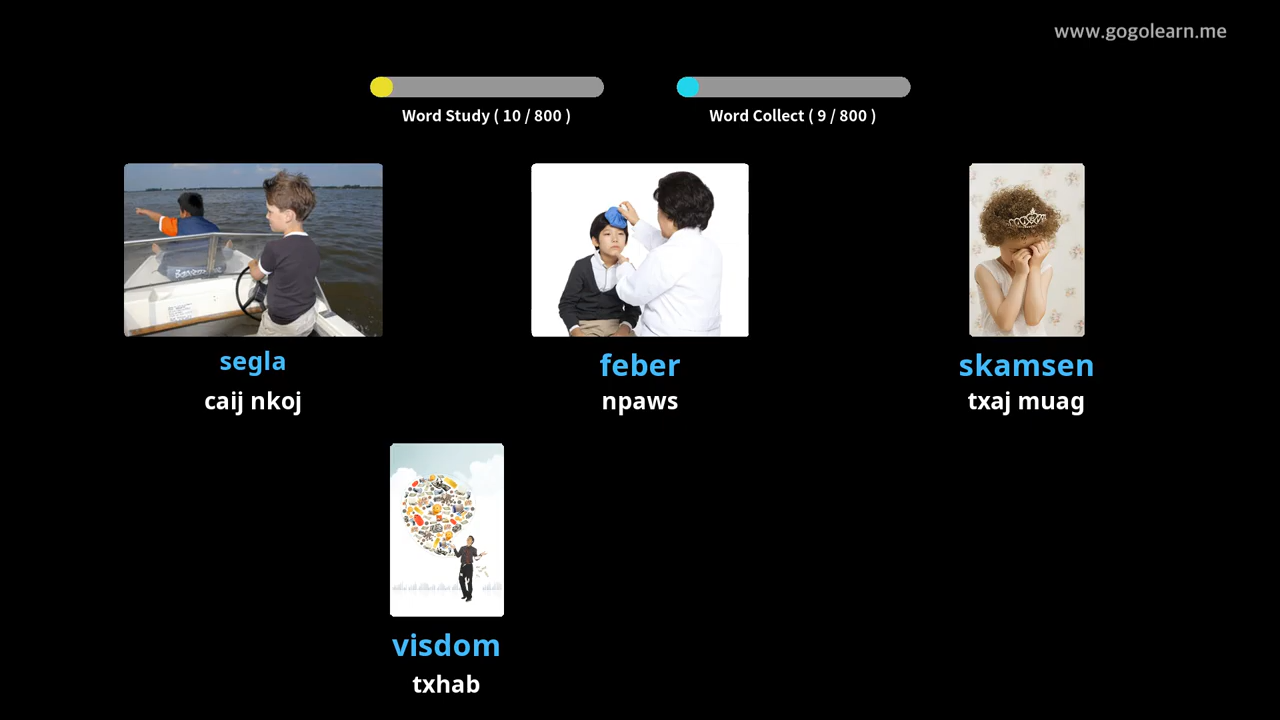 www.gogolearn.me
Word Study ( 10 / 800 )
Word Collect ( 9 / 800 )
segla
caij nkoj
feber
npaws
skamsen
txaj muag
visdom
txhab